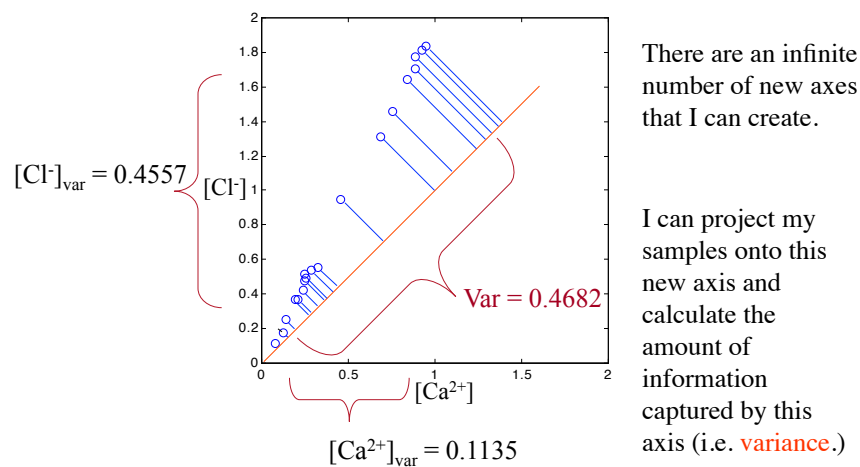 There are an infinite
number of new axes
that I can create.
[Cl-]var = 0.4557
[Cl-]
2
1.8
1.6
1.4
1.2
1
0.8
0.6
0.4
0.2
0
0
0.5
1
1.5
2
[Ca2+]
Var = 0.4682
[Ca2+]var = 0.1135
I can project my
samples onto this
new axis and
calculate the
amount of
information
captured by this
axis (i.e. variance.)